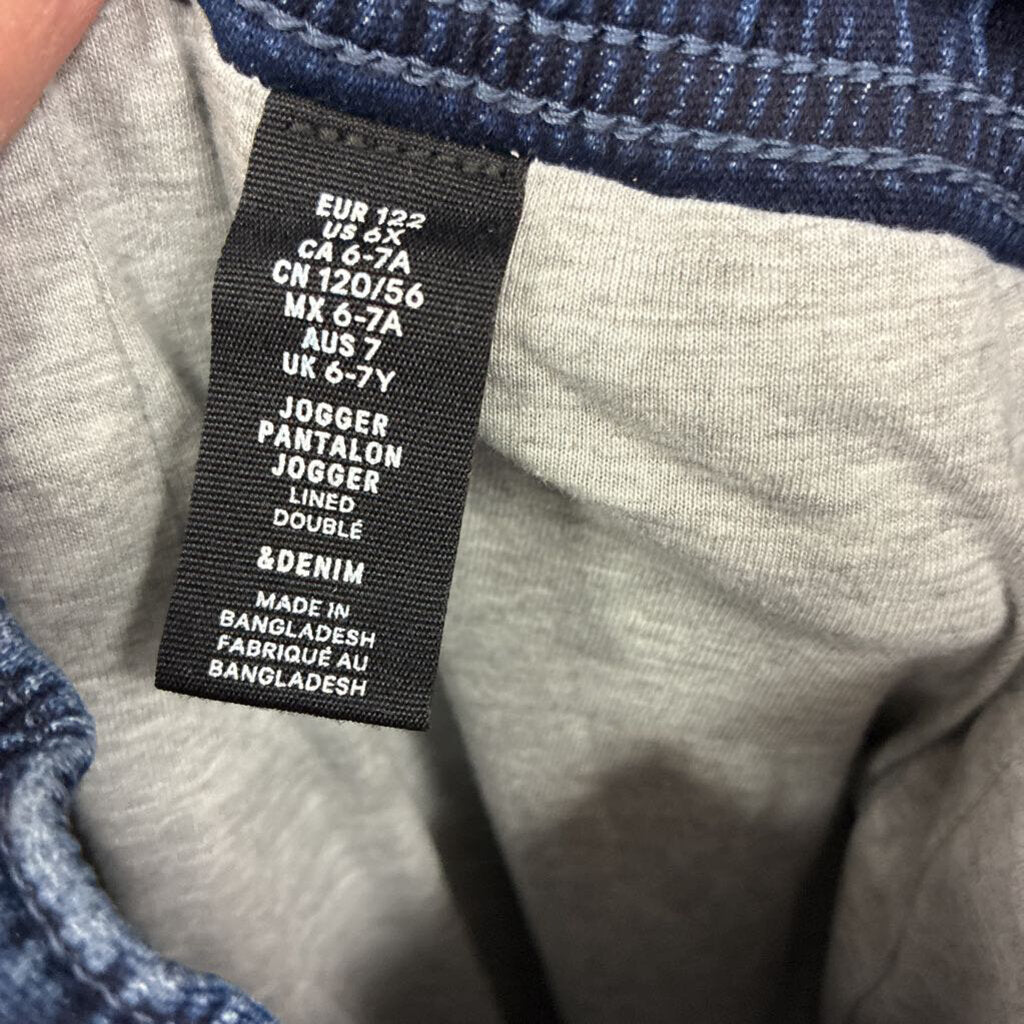 EUR 122
US 6X
CA 6-7A
CN 120/56
MX 6-7A
AUS 7
UK 6-7Y
JOGGER
PANTALON
JOGGER
LINED
DOUBLÉ
&DENIM
MADE IN
BANGLADESH
FABRIQUÉ AU
BANGLADESH